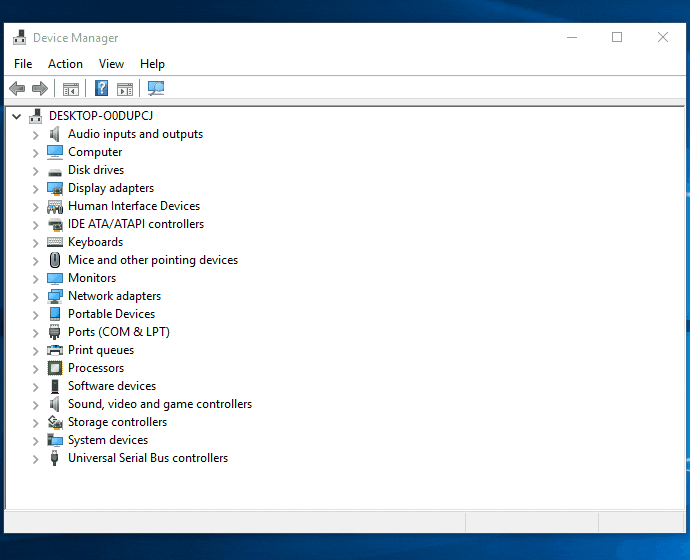 Device Manager
File Action View Help
DESKTOP-O0DUPCJ
Audio inputs and outputs
Computer
Disk drives
Display adapters
Human Interface Devices
IDE ATA/ATAPI controllers
Keyboards
Mice and other pointing devices
Monitors
Network adapters
Portable Devices
Ports (COM & LPT)
Print queues
Processors
Software devices
Sound, video and game controllers
Storage controllers
System devices
Universal Serial Bus controllers